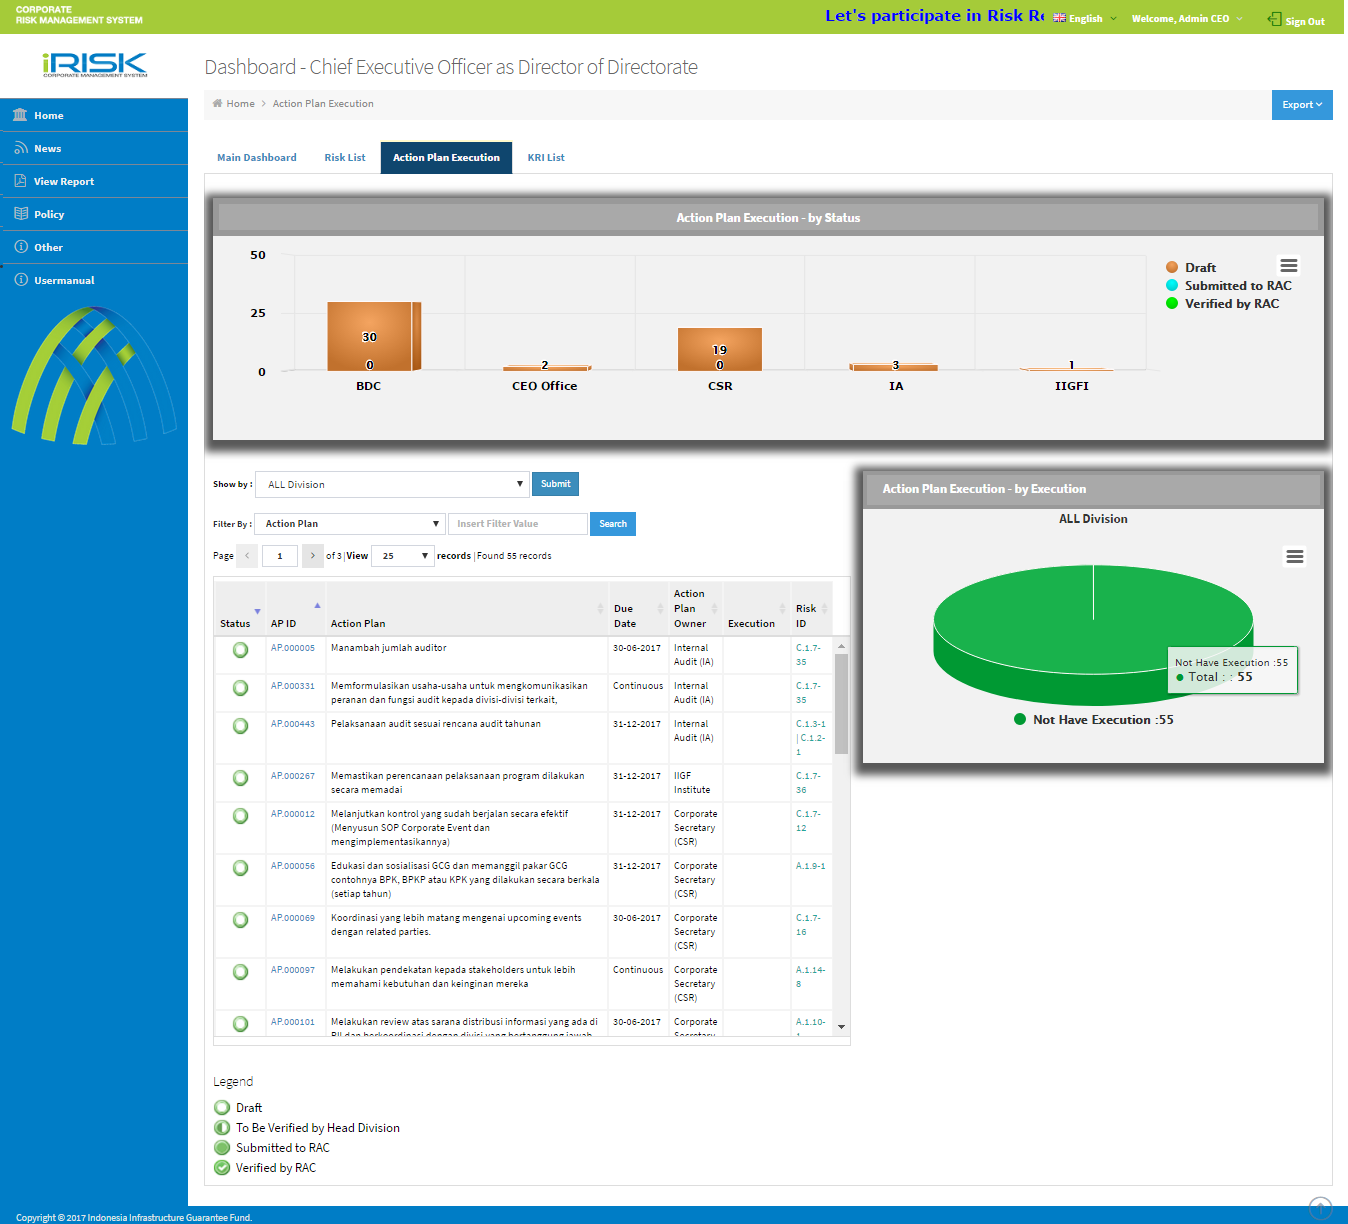 CORPORATE
RISK MANAGEMENT SYSTEM
Let's participate in Risk
English
Welcome, Admin CEO
Sign Out
iRISK
CORPORATE MANAGEMENT SYSTEM
Dashboard - Chief Executive Officer as Director of Directorate
Home > Action Plan Execution
Export
Home
News
View Report
Policy
Other
Usermanual
Main Dashboard Risk List Action Plan Execution KRI List
Action Plan Execution - by Status
50
25
0
30
0
2
19
0
3
1
BDC CEO Office CSR IA IIGFI
Draft
Submitted to RAC
Verified by RAC
Show by : ALL Division Submit
Filter By : Action Plan Insert Filter Value Search
Page < 1 > of 3 | View 25 records | Found 55 records
Status AP ID Action Plan Due Date Action Plan Owner Execution Risk ID
AP.000005 Manambah jumlah auditor 30-06-2017 Internal Audit (IA) C.1.7-35
AP.000331 Memformulasikan usaha-usaha untuk mengkomunikasikan peranan dan fungsi audit kepada divisi-divisi terkait, Continuous Internal Audit (IA) C.1.7-35
AP.000443 Pelaksanaan audit sesuai rencana audit tahunan 31-12-2017 Internal Audit (IA) C.1.3-1 | C.1.2-1
AP.000267 Memastikan perencanaan pelaksanaan program dilakukan secara memadai 31-12-2017 IIGF Institute C.1.7-36
AP.000012 Melanjutkan kontrol yang sudah berjalan secara efektif (Menyusun SOP Corporate Event dan mengimplementasikannya) 31-12-2017 Corporate Secretary (CSR) C.1.7-12
AP.000056 Edukasi dan sosialisasi GCG dan memanggil pakar GCG contohnya BPK, BPKP atau KPK yang dilakukan secara berkala (setiap tahun) 31-12-2017 Corporate Secretary (CSR) A.1.9-1
AP.000069 Koordinasi yang lebih matang mengenai upcoming events dengan related parties. 30-06-2017 Corporate Secretary (CSR) C.1.7-16
AP.000097 Melakukan pendekatan kepada stakeholders untuk lebih memahami kebutuhan dan keinginan mereka Continuous Corporate Secretary (CSR) A.1.14-8
AP.000101 Melakukan review atas sarana distribusi informasi yang ada di PII dan berkoordinasi dengan divisi yang bertanggung jawab 30-06-2017 Corporate Secretary A.1.10-
Action Plan Execution - by Execution
ALL Division
Not Have Execution :55
Total : : 55
Not Have Execution :55
Legend
Draft
To Be Verified by Head Division
Submitted to RAC
Verified by RAC
Copyright © 2017 Indonesia Infrastructure Guarantee Fund.